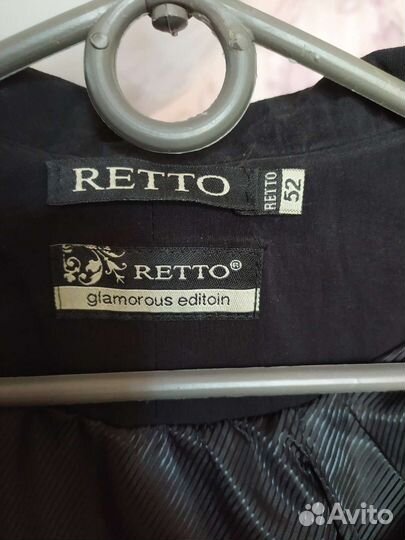 RETTO
RETTO 52
RETTO®
glamorous editoin
Avito